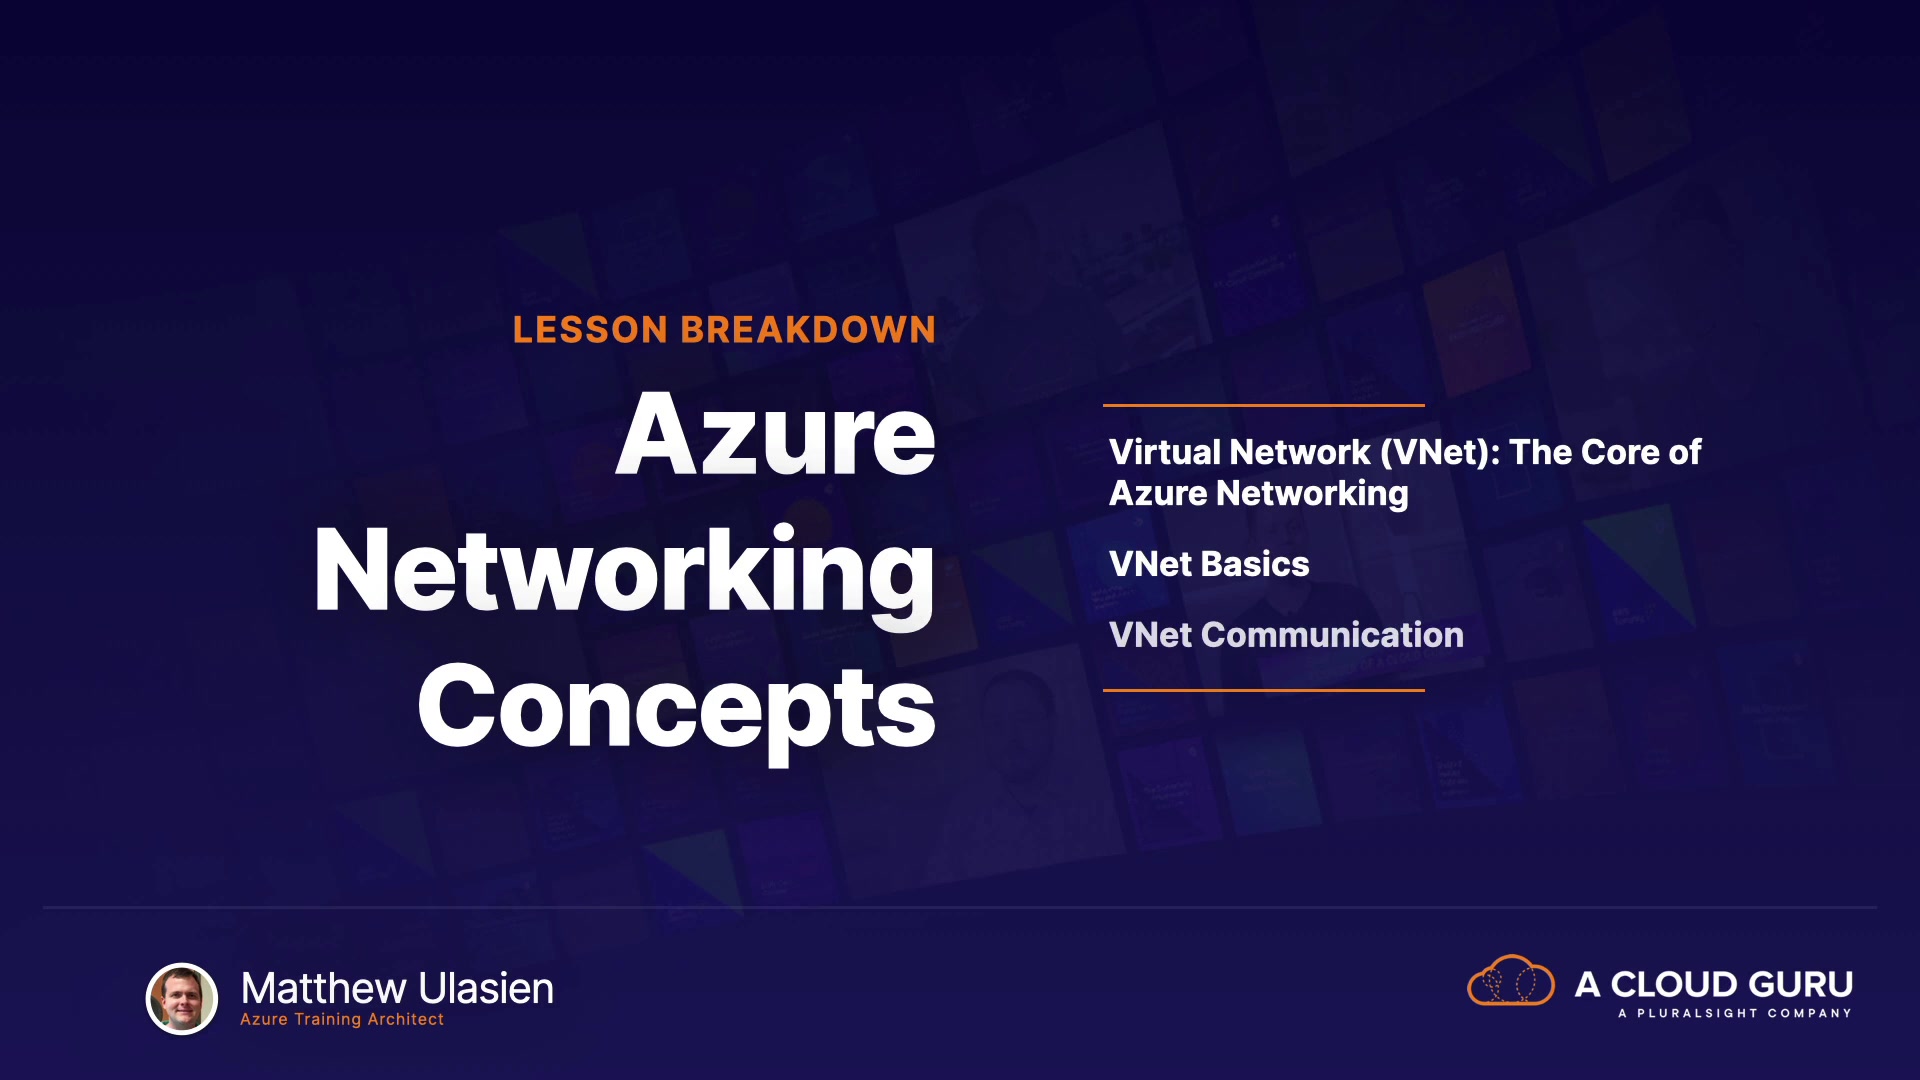 LESSON BREAKDOWN
Azure
Networking
Concepts
Virtual Network (VNet): The Core of
Azure Networking
VNet Basics
VNet Communication
Matthew Ulasien
Azure Training Architect
A CLOUD GURU
A PLURALSIGHT COMPANY